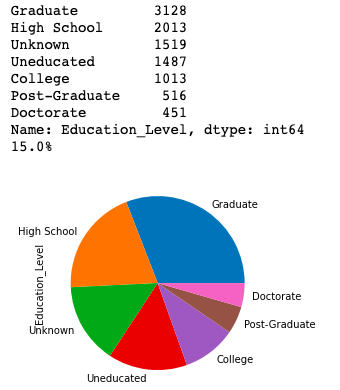 Graduate 3128
High School 2013
Unknown 1519
Uneducated 1487
College 1013
Post-Graduate 516
Doctorate 451
Name: Education_Level, dtype: int64
15.0%
Graduate
High School
Education_Level
Unknown
Uneducated
College
Post-Graduate
Doctorate